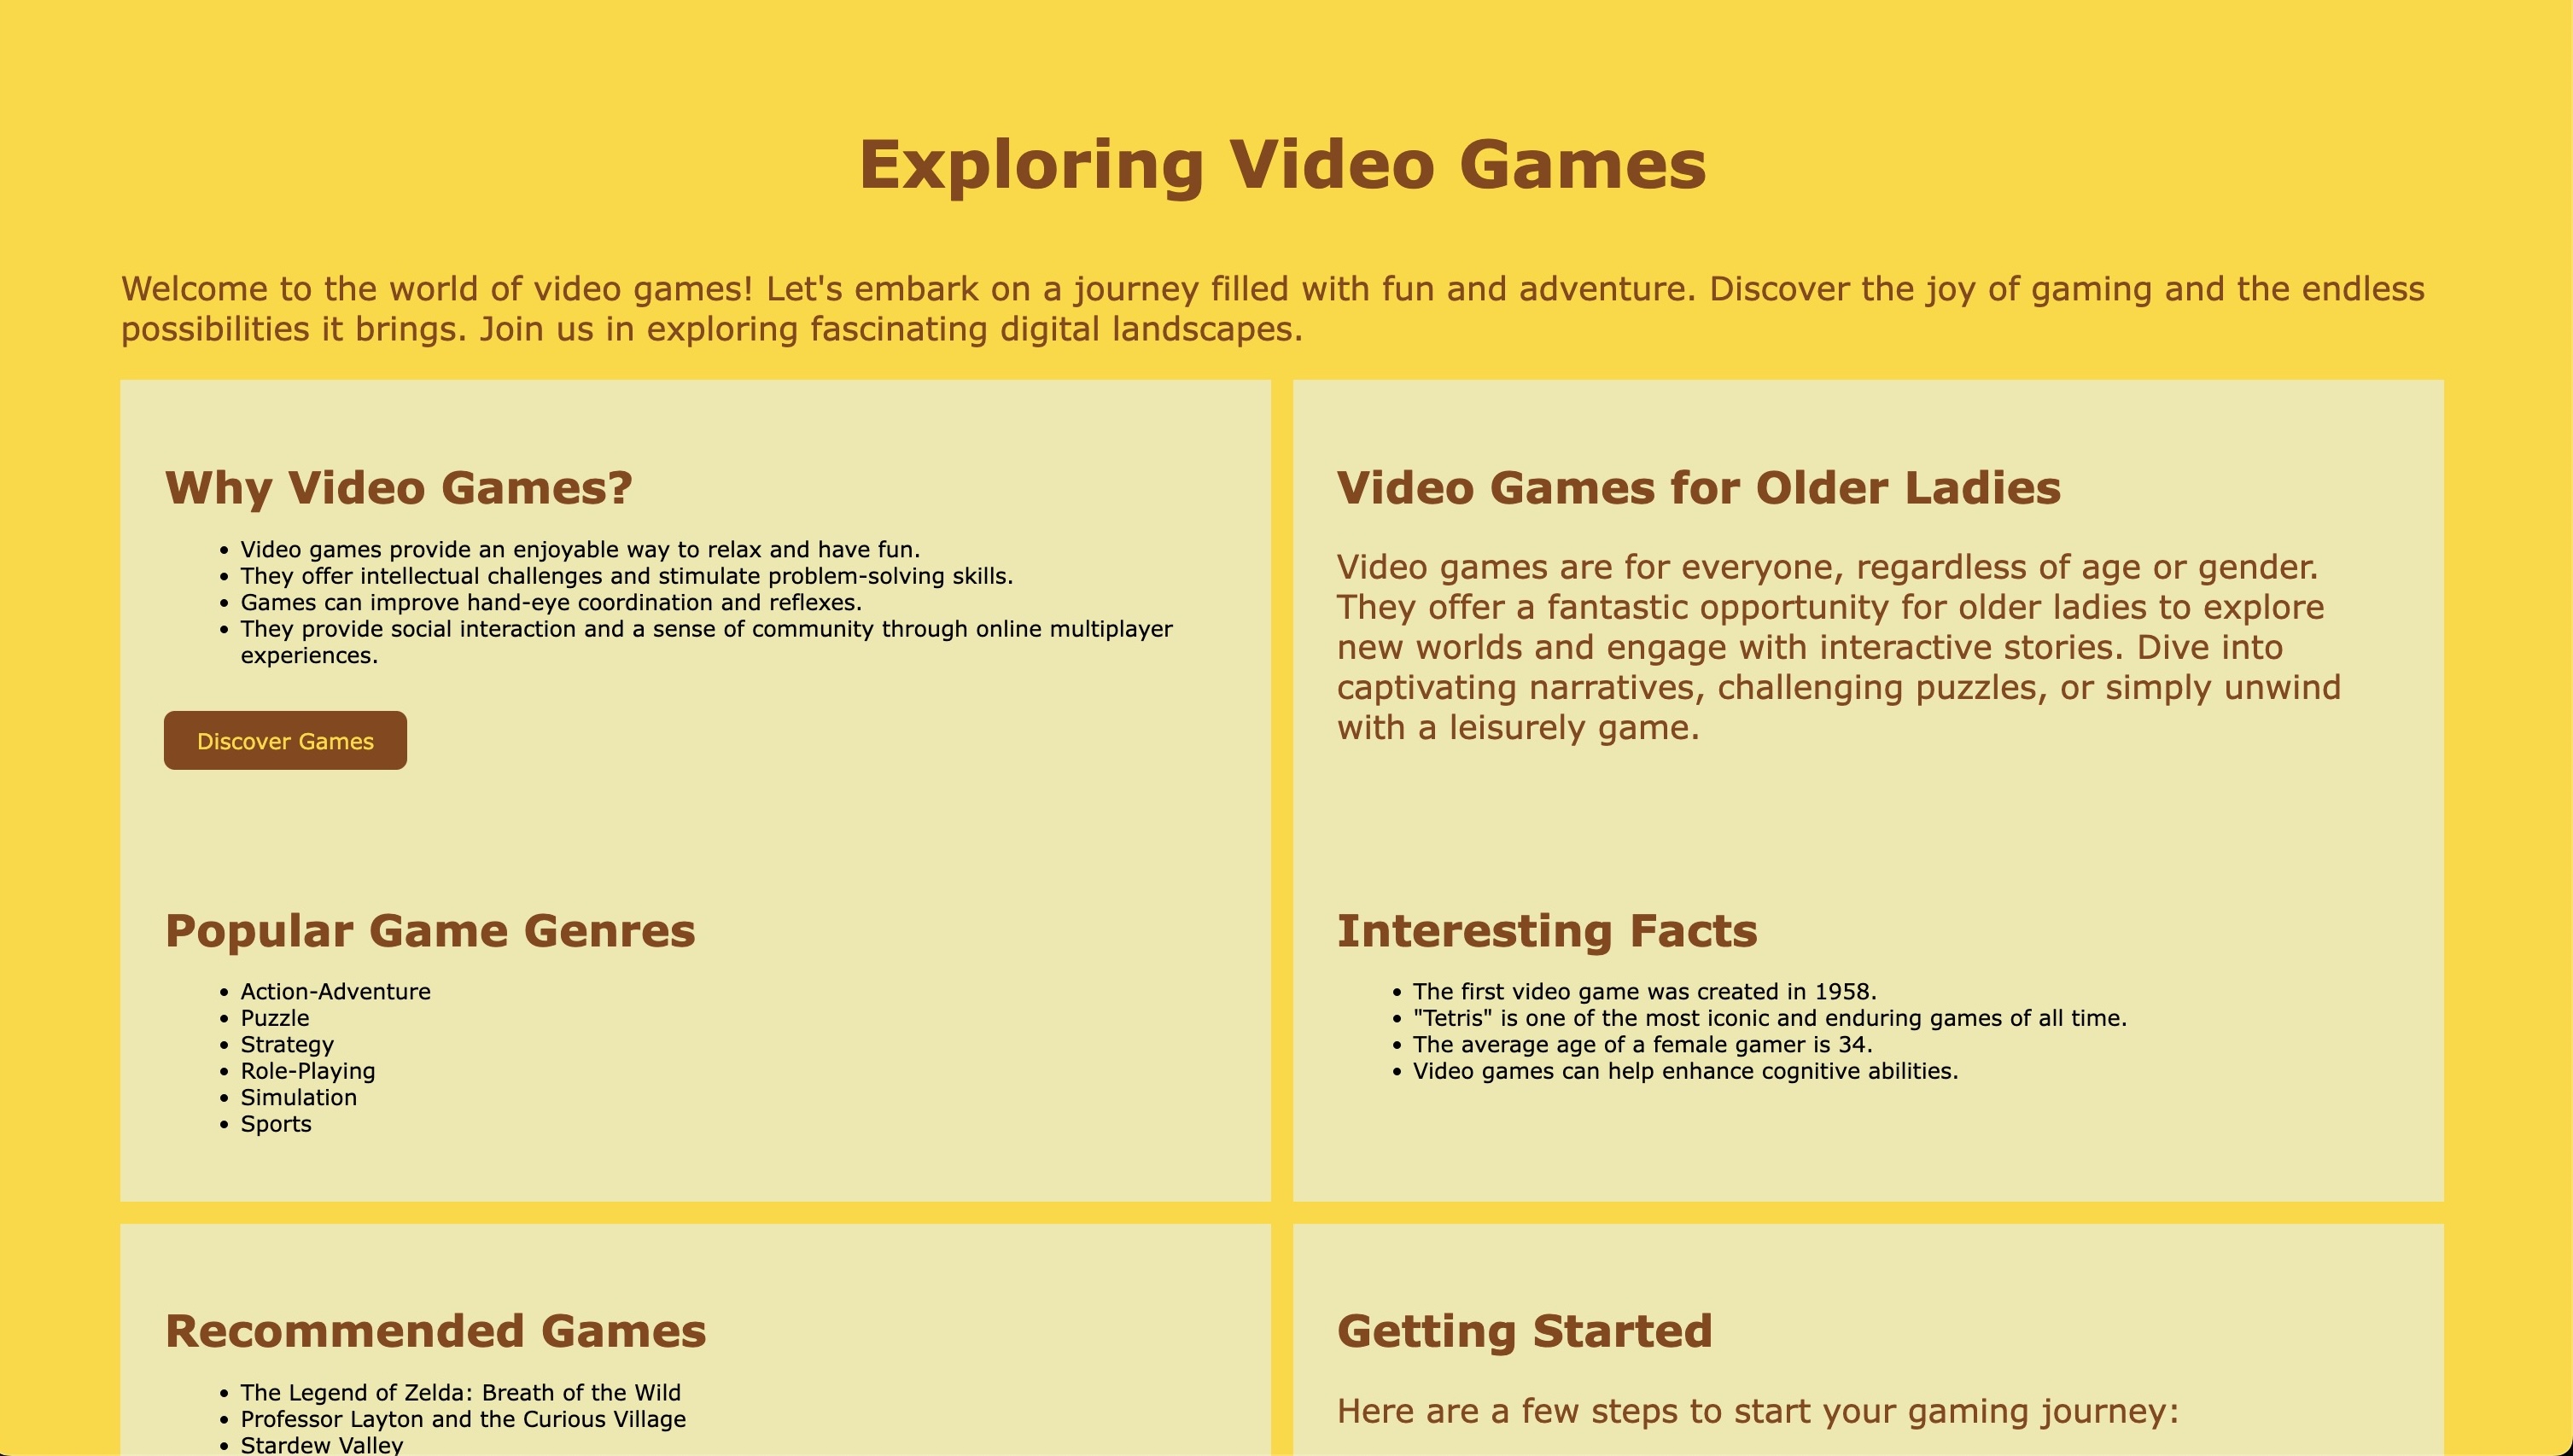 Exploring Video Games
Welcome to the world of video games! Let's embark on a journey filled with fun and adventure. Discover the joy of gaming and the endless
possibilities it brings. Join us in exploring fascinating digital landscapes.
Why Video Games?
• Video games provide an enjoyable way to relax and have fun.
• They offer intellectual challenges and stimulate problem-solving skills.
• Games can improve hand-eye coordination and reflexes.
• They provide social interaction and a sense of community through online multiplayer
experiences.
Discover Games
Video Games for Older Ladies
Video games are for everyone, regardless of age or gender.
They offer a fantastic opportunity for older ladies to explore
new worlds and engage with interactive stories. Dive into
captivating narratives, challenging puzzles, or simply unwind
with a leisurely game.
Popular Game Genres
• Action-Adventure
• Puzzle
• Strategy
• Role-Playing
• Simulation
• Sports
Interesting Facts
• The first video game was created in 1958.
• "Tetris" is one of the most iconic and enduring games of all time.
• The average age of a female gamer is 34.
• Video games can help enhance cognitive abilities.
Recommended Games
• The Legend of Zelda: Breath of the Wild
• Professor Layton and the Curious Village
• Stardew Valley
Getting Started
Here are a few steps to start your gaming journey: